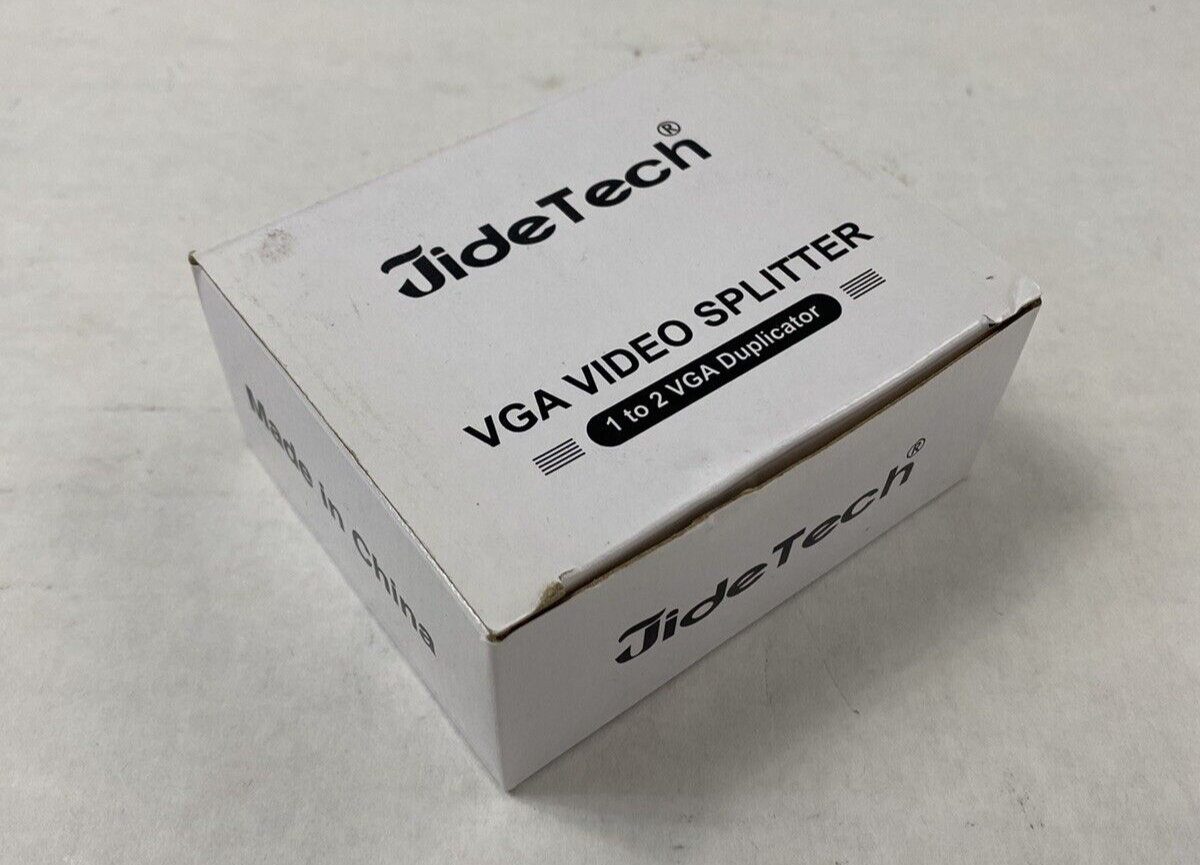 JideTech®
VGA VIDEO SPLITTER
1 to 2 VGA Duplicator
Made in China
JideTech®